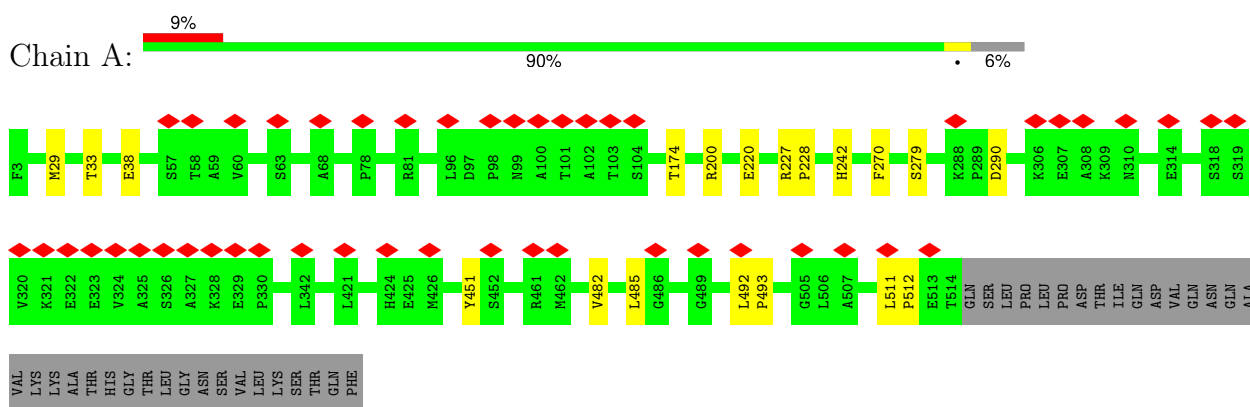 9%
Chain A:
90% • 6%
F3 M29 T33 E38 S57 T58 A59 V60 S63 A68 P78 R81 L96 D97 P98 N99 A100 T101 A102 T103 S104 T174 R200 E220 R227 P228 H242 F270 S279 K288 P289 D290 K306 E307 A308 K309 N310 E314 S318 S319
V320 K321 E322 E323 V324 A325 S326 A327 K328 E329 P330 L342 L421 H424 E425 M426 Y451 S452 R461 M462 V482 L485 G486 G489 L492 P493 G505 L506 A507 L511 P512 E513 T514 GLN SER LEU PRO LEU PRO ASP THR ILE GLN ASP VAL GLN ASN GLN ALA
VAL LYS LYS ALA THR HIS GLY THR LEU GLY ASN SER VAL LEU LYS SER THR GLN PHE